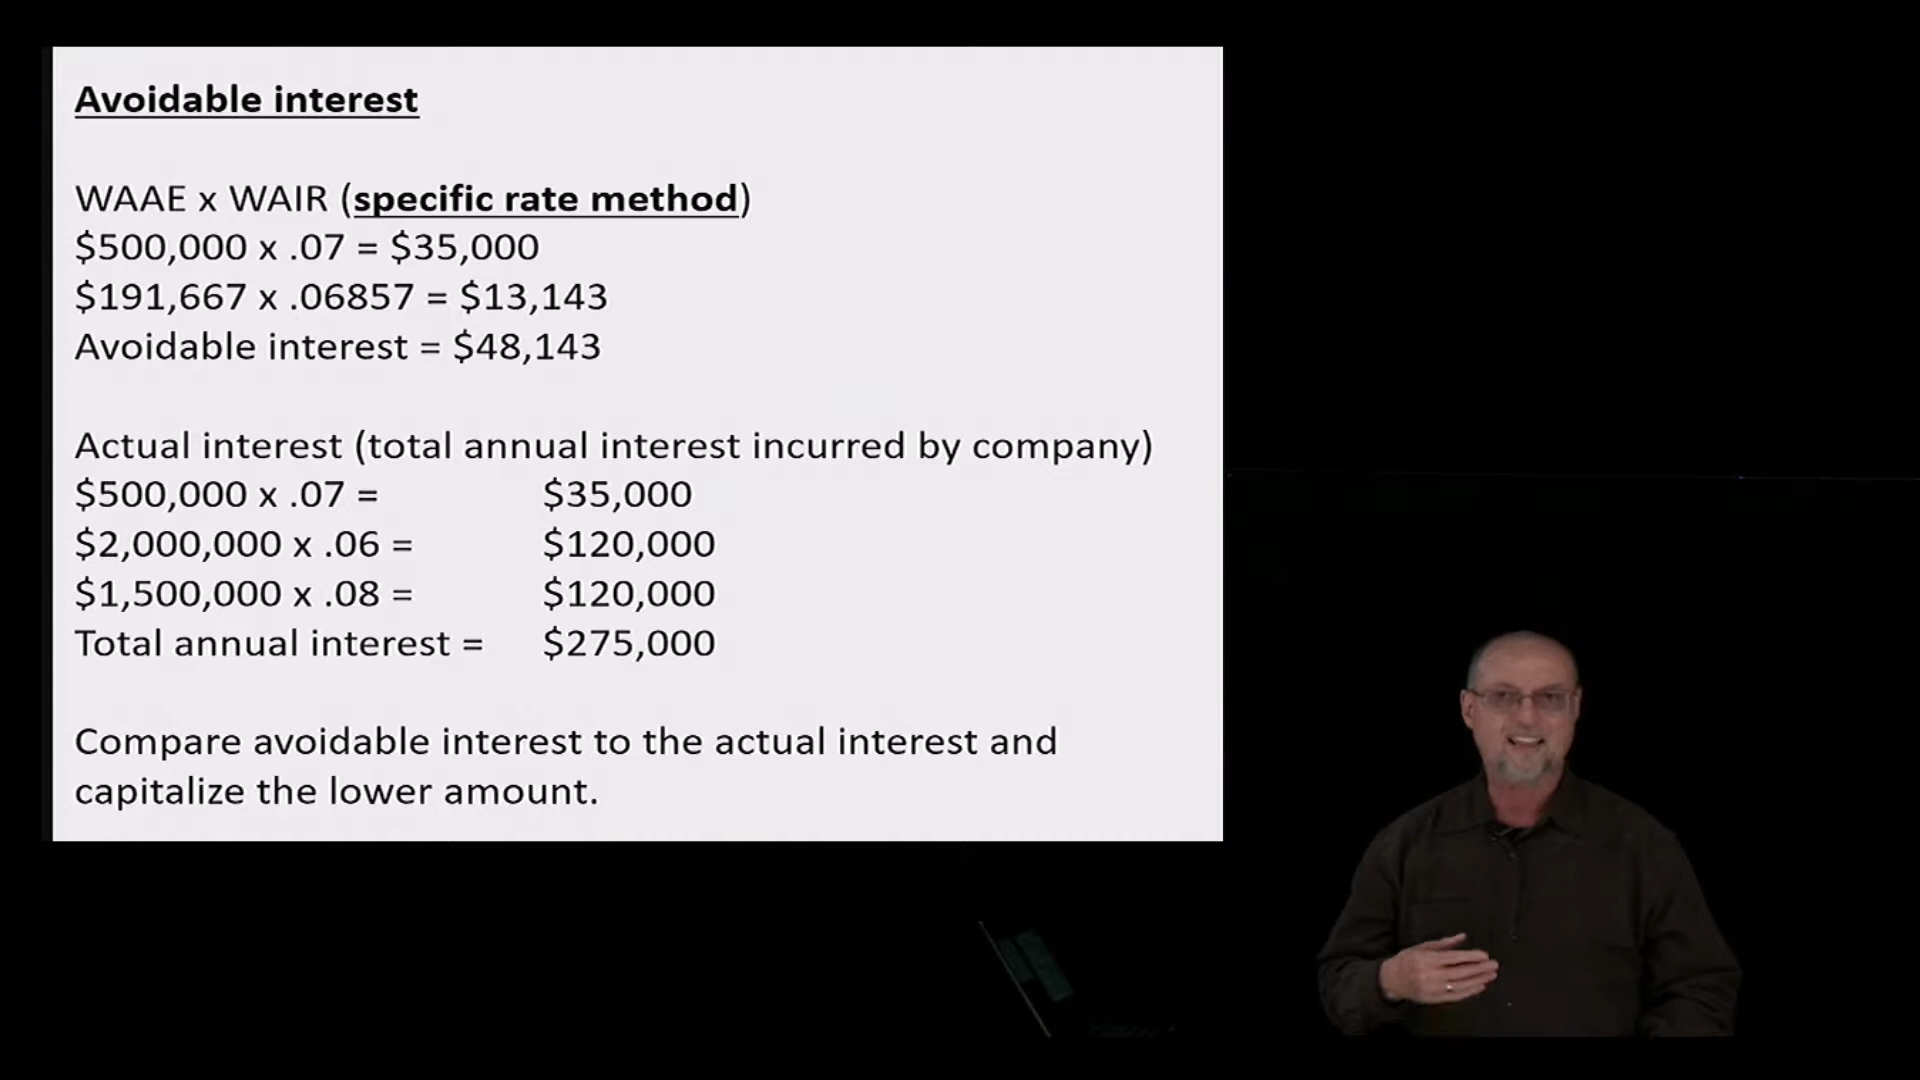 Avoidable interest
WAAE x WAIR (specific rate method)
$500,000 x .07 = $35,000
$191,667 x .06857 = $13,143
Avoidable interest = $48,143
Actual interest (total annual interest incurred by company)
$500,000 x .07 = $35,000
$2,000,000 x .06 = $120,000
$1,500,000 x .08 = $120,000
Total annual interest = $275,000
Compare avoidable interest to the actual interest and
capitalize the lower amount.